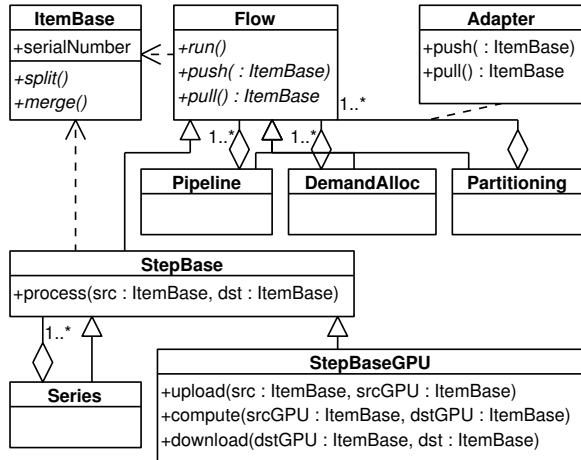 ItemBase
+serialNumber
+split()
+merge()
Flow
+run()
+push( : ItemBase)
+pull() : ItemBase
Adapter
+push( : ItemBase)
+pull() : ItemBase
1..*
1..*
1..*
Pipeline
DemandAlloc
Partitioning
StepBase
+process(src : ItemBase, dst : ItemBase)
1..*
Series
StepBaseGPU
+upload(src : ItemBase, srcGPU : ItemBase)
+compute(srcGPU : ItemBase, dstGPU : ItemBase)
+download(dstGPU : ItemBase, dst : ItemBase)